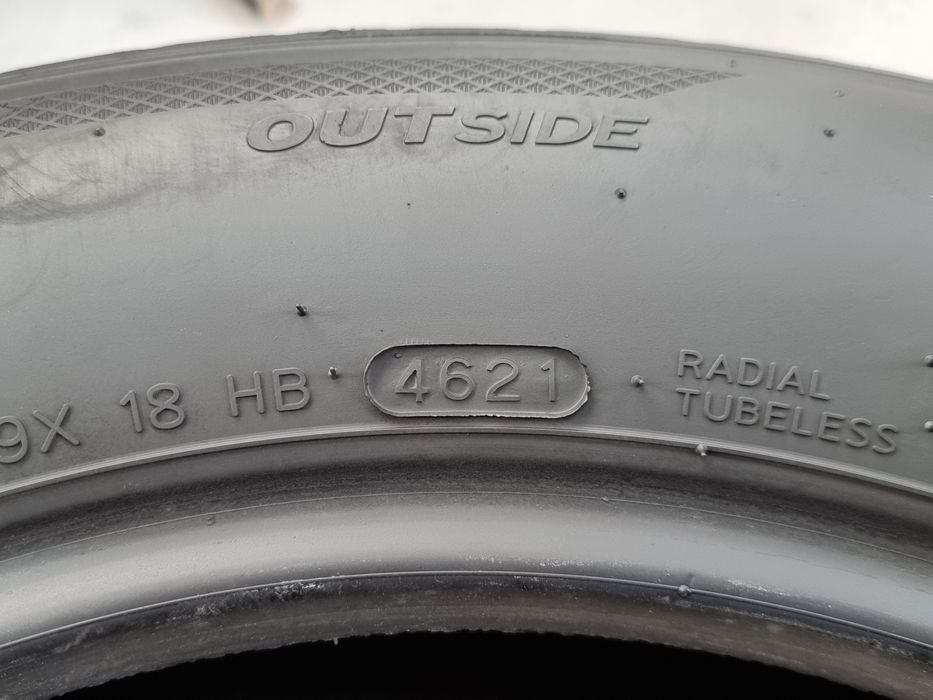 OUTSIDE
9X 18 HB 4621
RADIAL
TUBELESS